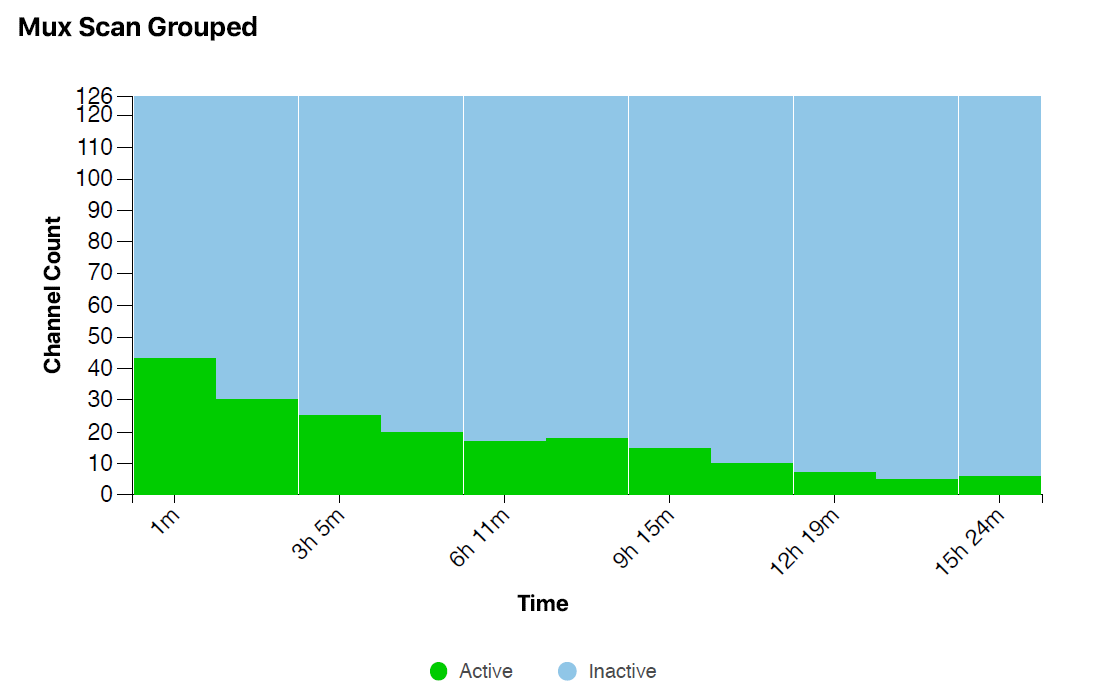 Mux Scan Grouped
126
120
110
100
90
80
70
60
50
40
30
20
10
0
Channel Count
1m
3h 5m
6h 11m
9h 15m
12h 19m
15h 24m
Time
Active
Inactive